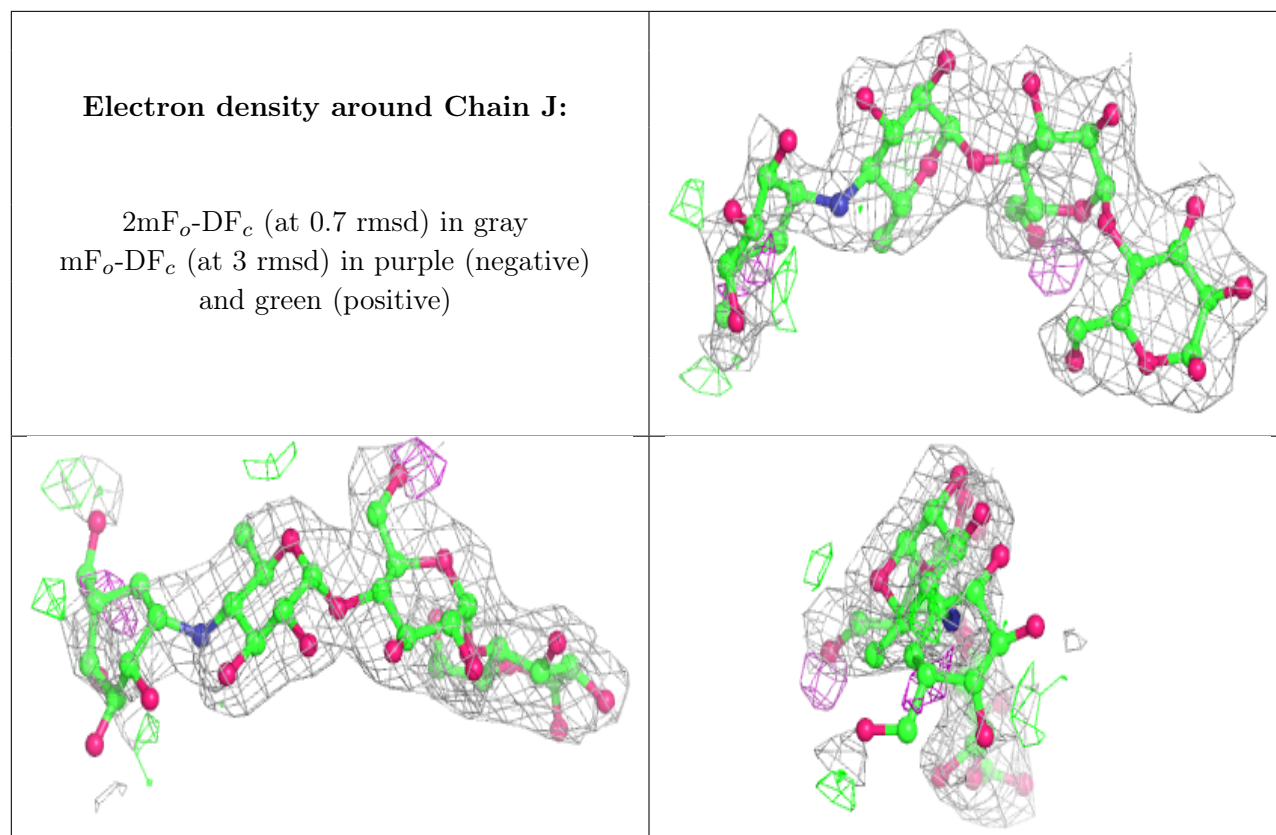 Electron density around Chain J:
2mFₒ-DF𝒸 (at 0.7 rmsd) in gray
mFₒ-DF𝒸 (at 3 rmsd) in purple (negative)
and green (positive)